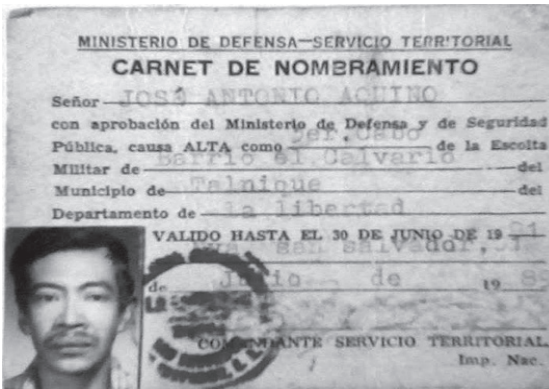 MINISTERIO DE DEFENSA—SERVICIO TERRITORIAL
CARNET DE NOMBRAMIENTO
Señor JOSÉ ANTONIO AQUINO
con aprobación del Ministerio de Defensa y de Seguridad
Pública, causa ALTA como 3er. Cabo de la Escolta
Militar de Barrio el Calvario del
Municipio de Talnique del
Departamento de la libertad
VALIDO HASTA EL 30 DE JUNIO DE 19
san salvador,
de de 19
COMANDANTE SERVICIO TERRITORIAL
Imp. Nac.